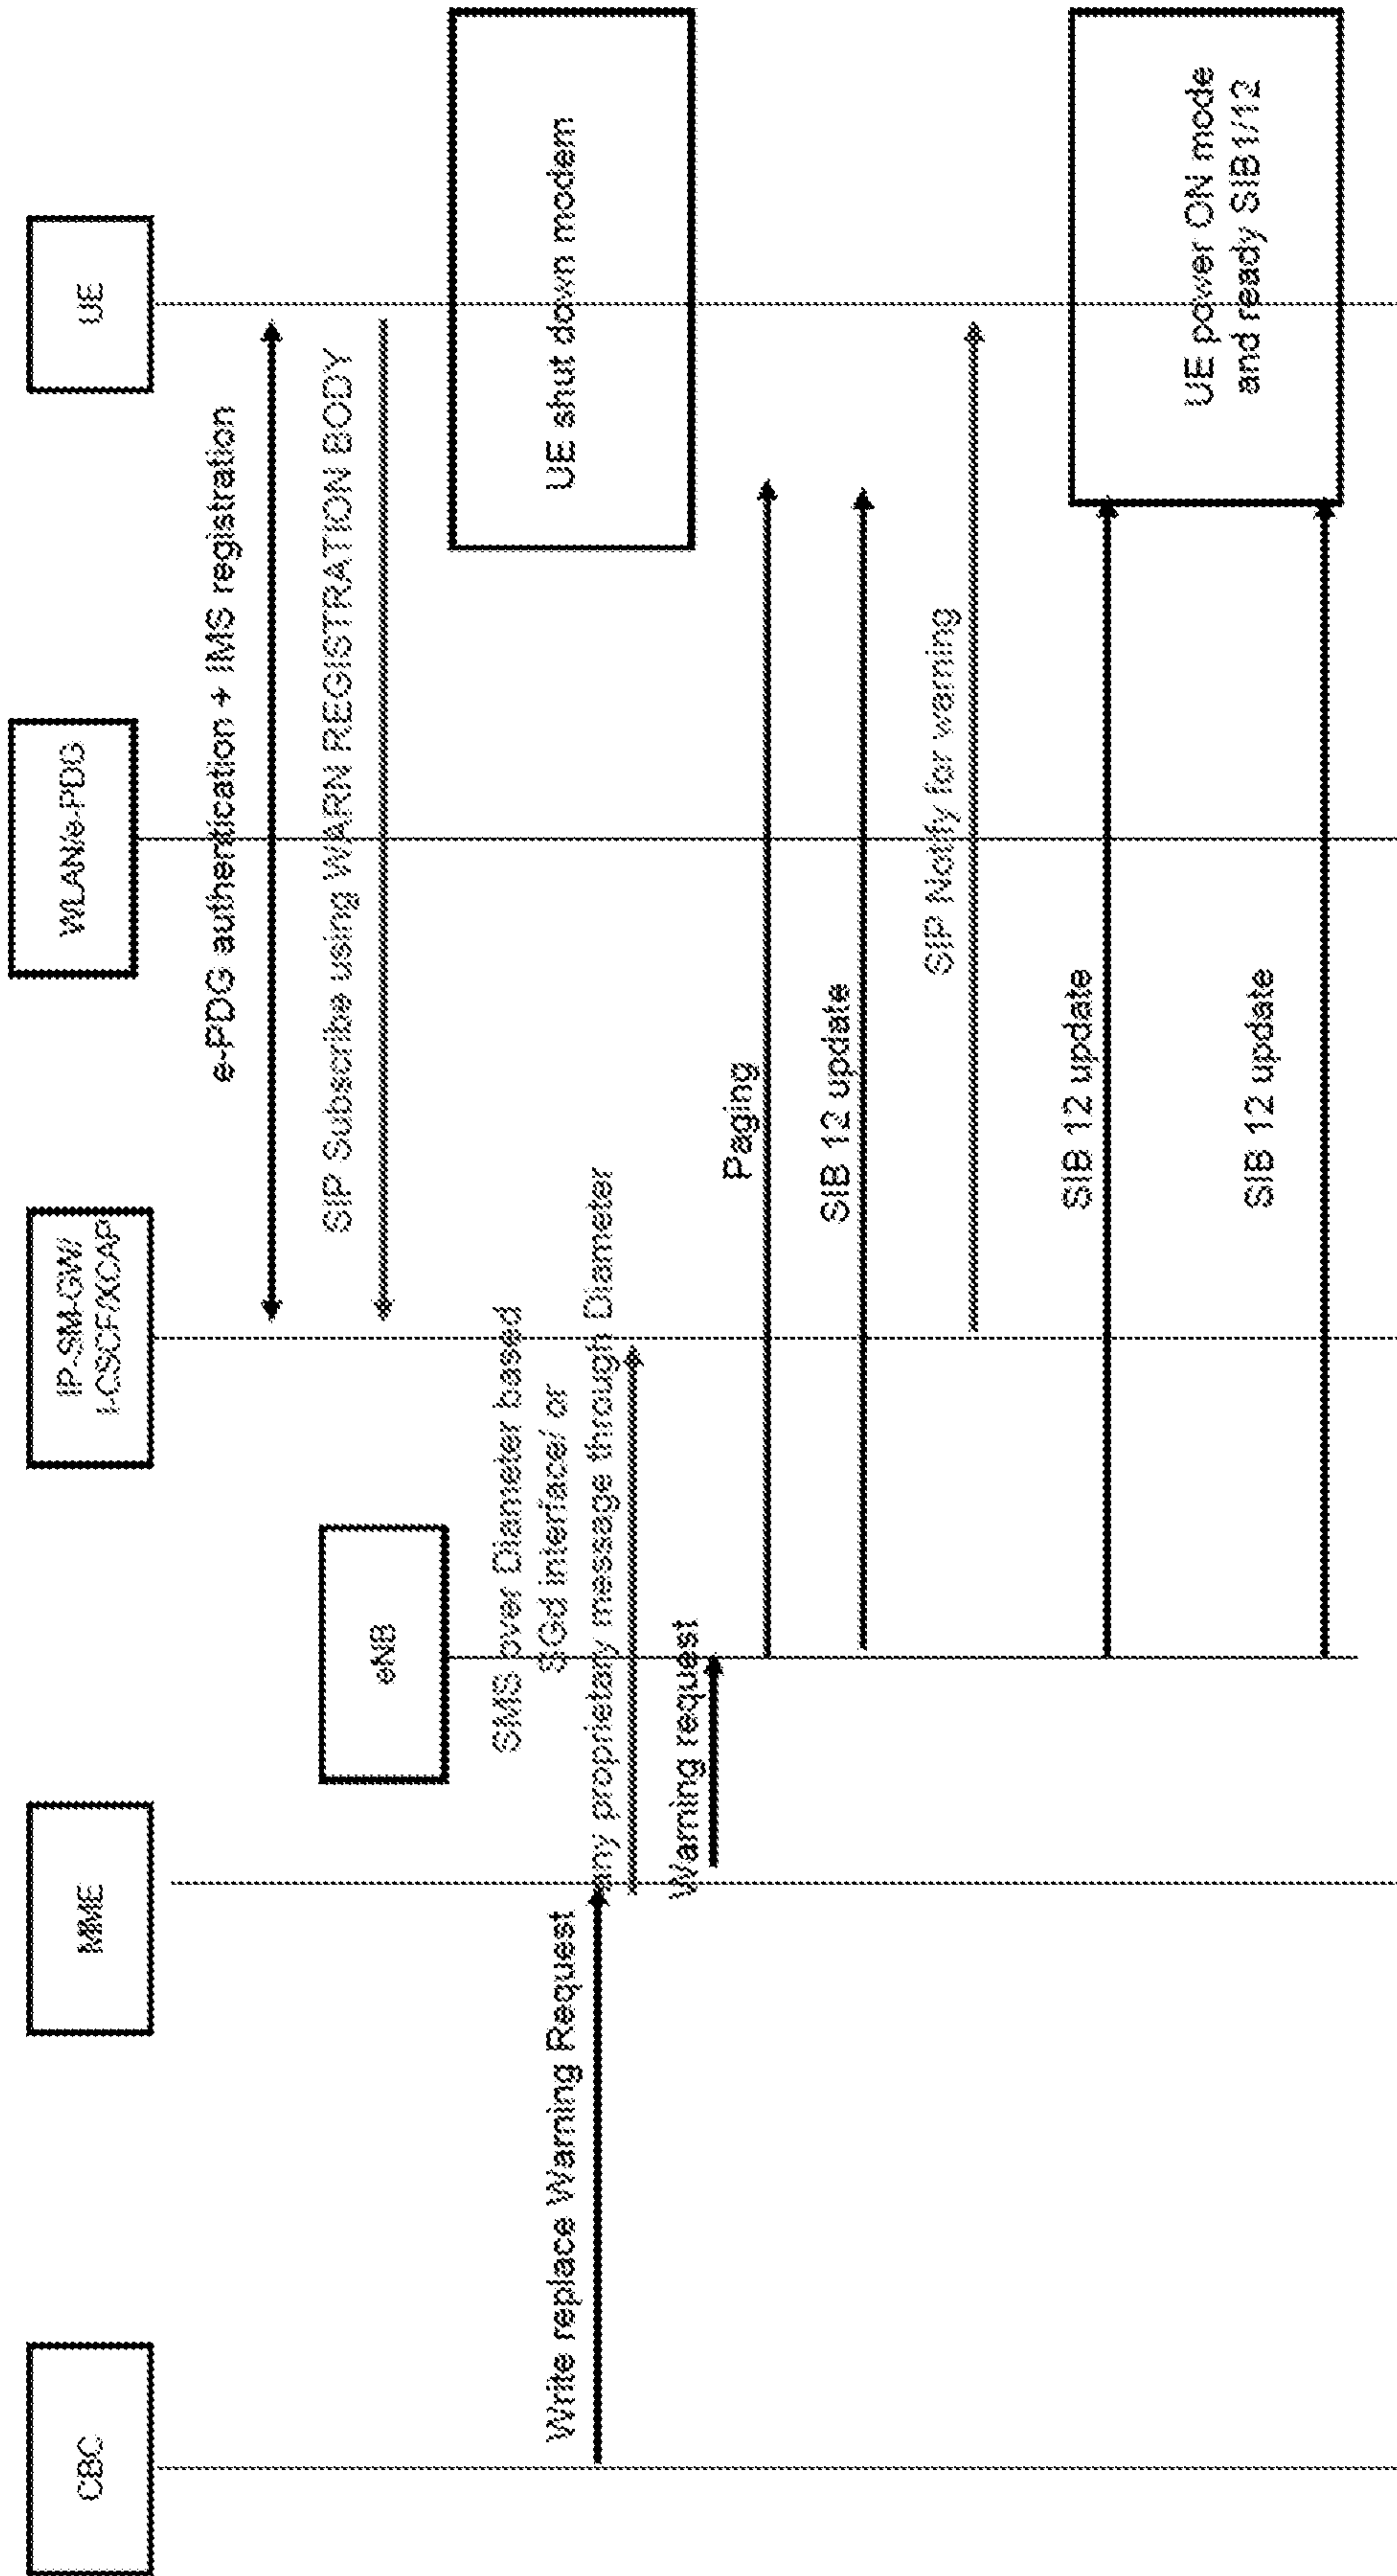 CBC
MME
eNB
IP-SM-GW/
I-CSCF/XCAP
WLAN/e-PDG
UE
e-PDG authentication + IMS registration
SIP Subscribe using WARN REGISTRATION BODY
UE shut down modem
Write replace Warning Request
SMS over Diameter based
SGd interface/ or
any proprietary message through Diameter
Warning request
Paging
SIB 12 update
SIP Notify for warning
SIB 12 update
UE power ON mode
and ready SIB1/12
SIB 12 update